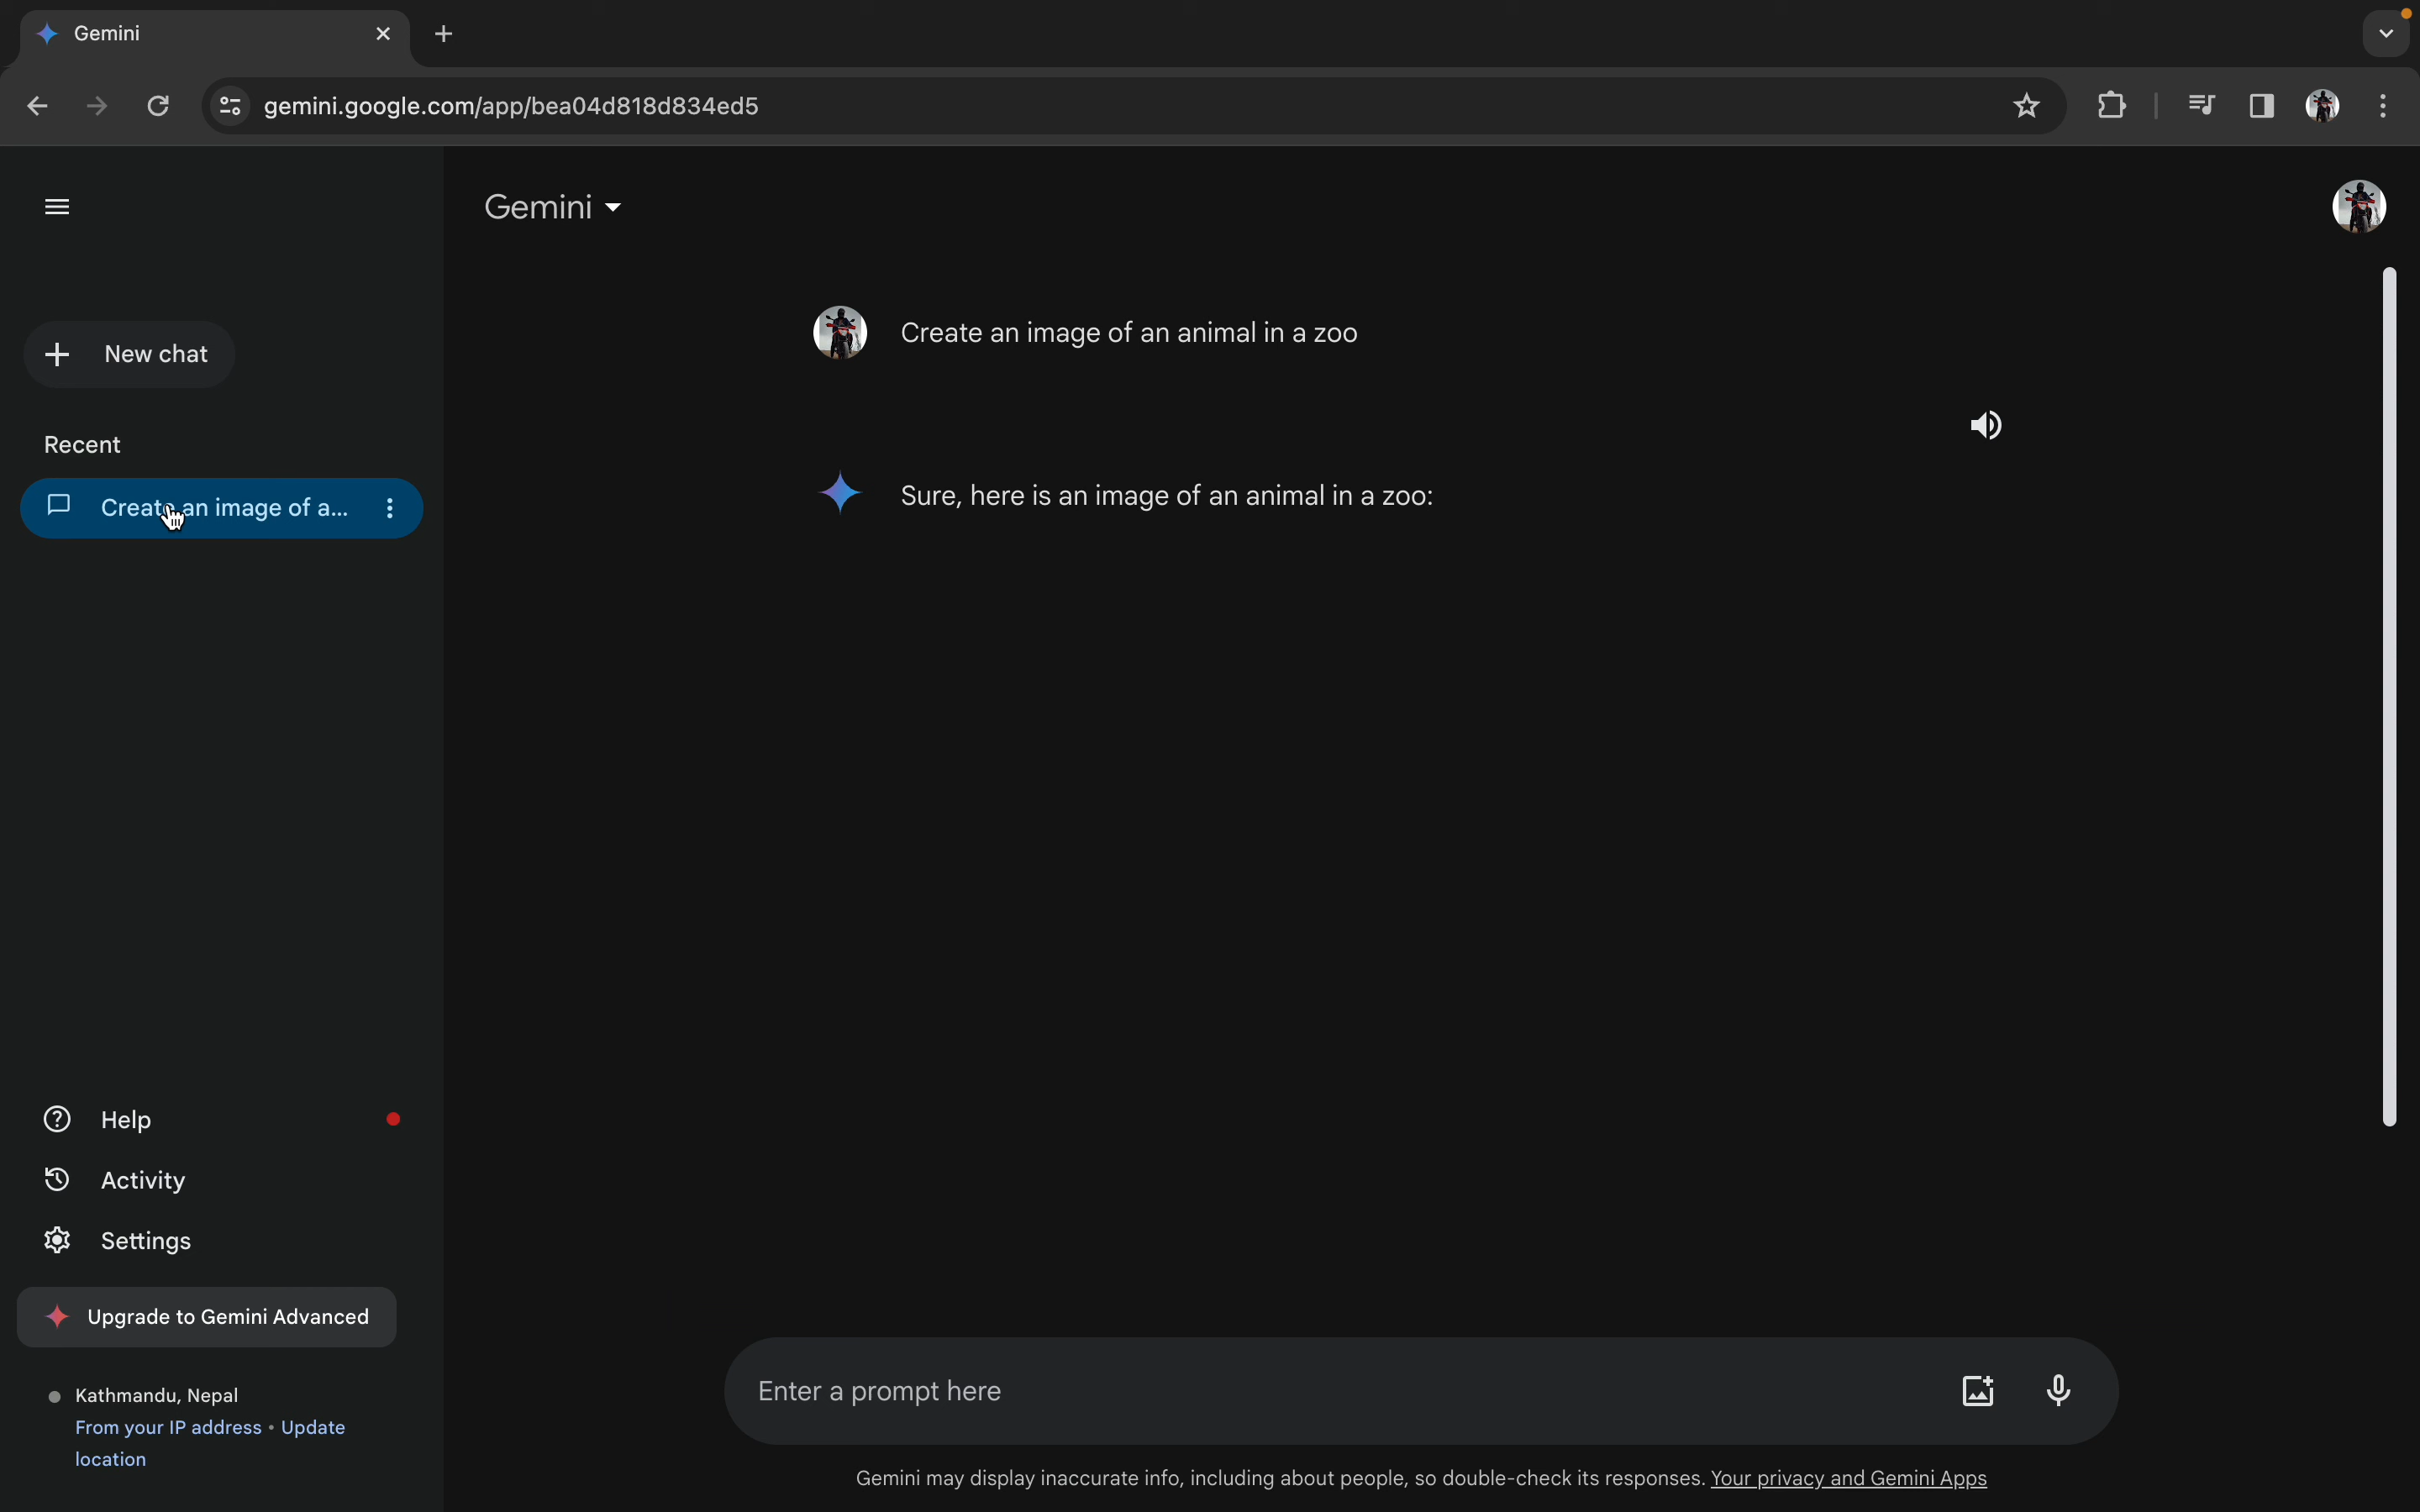 Gemini
gemini.google.com/app/bea04d818d834ed5
Gemini
New chat
Recent
Create an image of a...
Create an image of an animal in a zoo
Sure, here is an image of an animal in a zoo:
Help
Activity
Settings
Upgrade to Gemini Advanced
Kathmandu, Nepal
From your IP address • Update
location
Enter a prompt here
Gemini may display inaccurate info, including about people, so double-check its responses. Your privacy and Gemini Apps